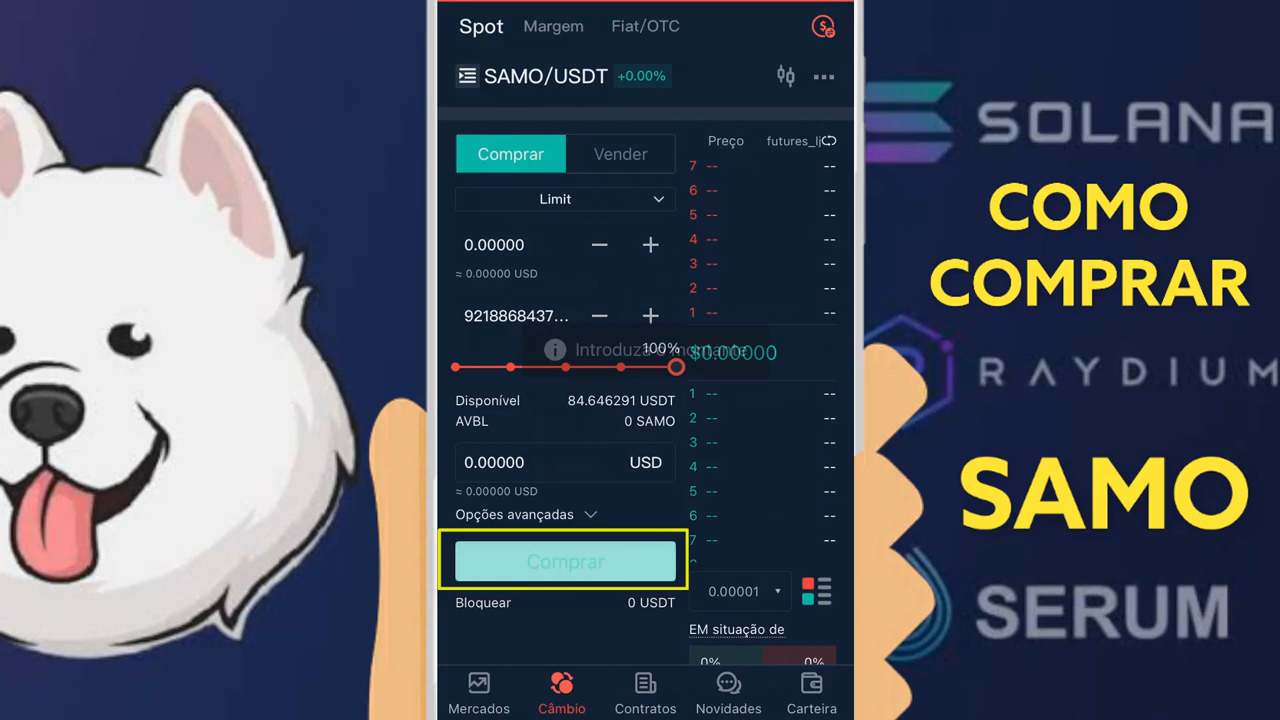 Spot Margem Fiat/OTC
SAMO/USDT +0.00%
Comprar Vender
Limit
0.00000
≈ 0.00000 USD
9218868437...
100%
Disponível 84.646291 USDT
AVBL 0 SAMO
0.00000 USD
≈ 0.00000 USD
Opções avançadas
Comprar
Bloquear 0 USDT
Preço futures_lj
7 -- --
6 -- --
5 -- --
4 -- --
3 -- --
2 -- --
1 -- --
$0.00000
1 -- --
2 -- --
3 -- --
4 -- --
5 -- --
6 -- --
7 -- --
0.00001
EM situação de
0% 0%
Mercados Câmbio Contratos Novidades Carteira
SOLANA
COMO
COMPRAR
RAYDIUM
SAMO
SERUM